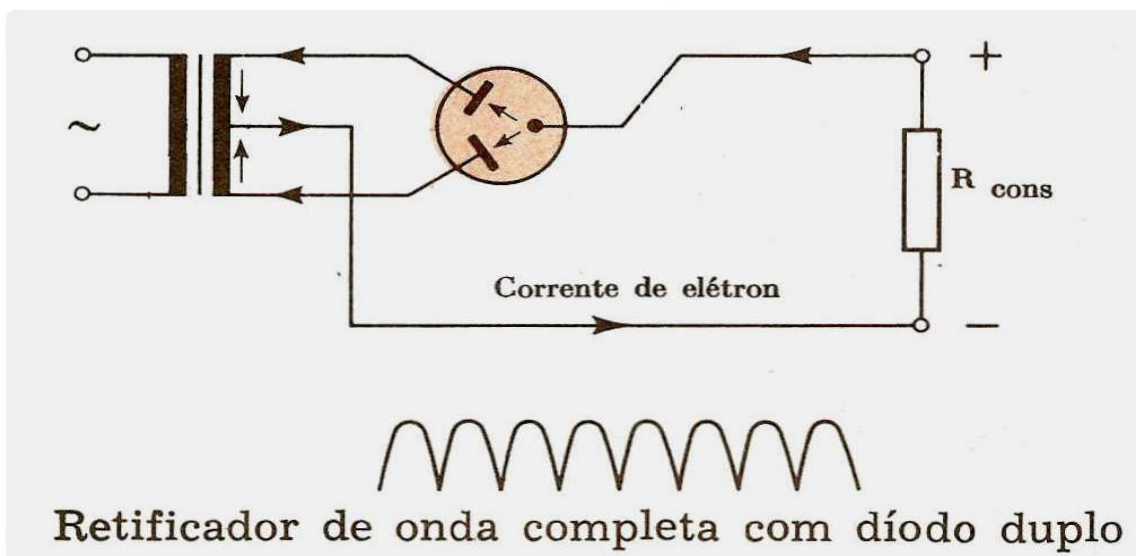 ~
+
R cons
Corrente de elétron
−
Retificador de onda completa com díodo duplo